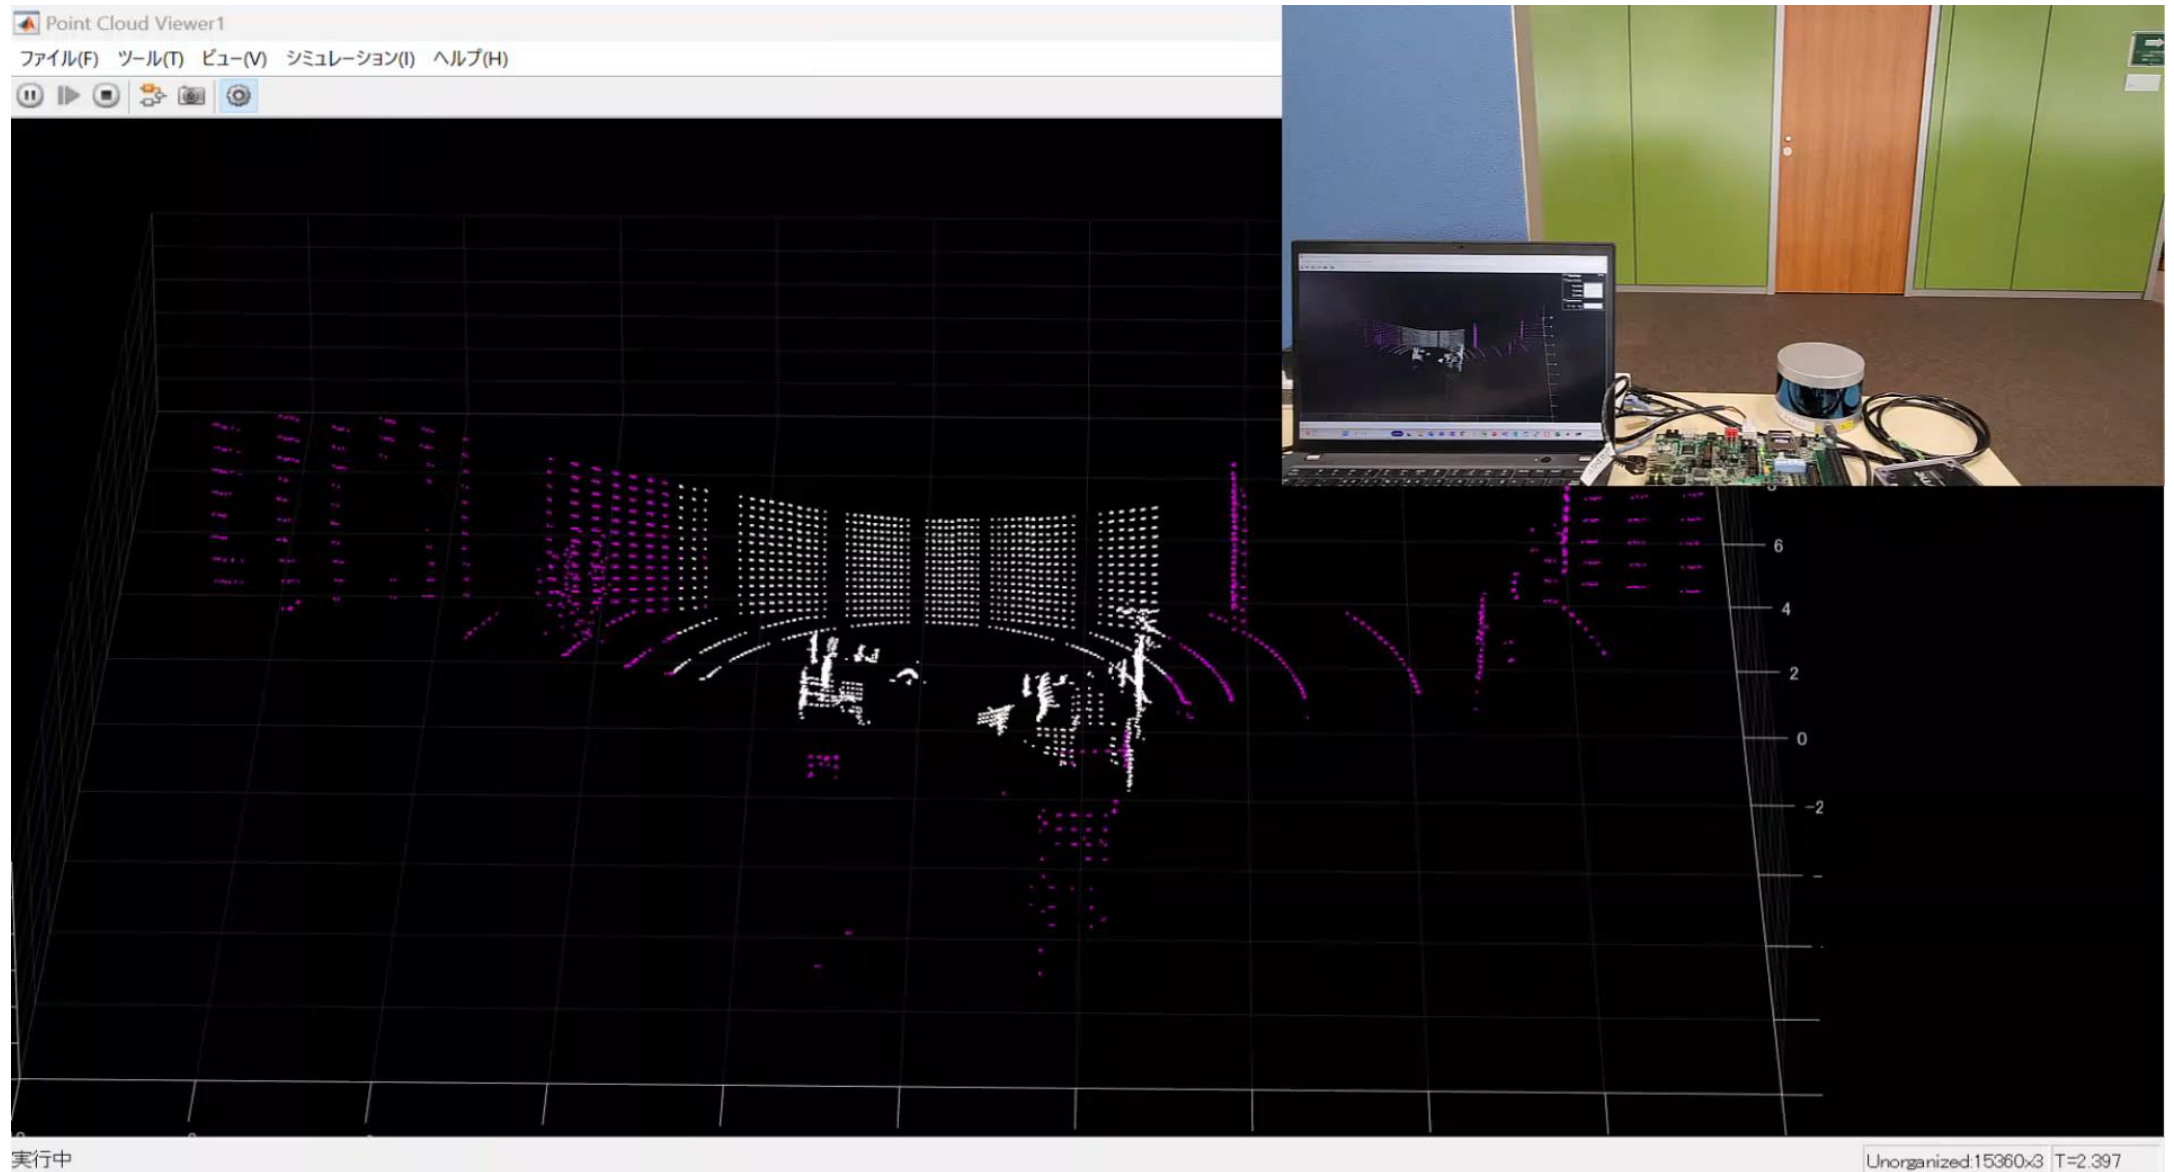 Point Cloud Viewer1
ファイル(F) ツール(T) ビュー(V) シミュレーション(I) ヘルプ(H)
6
4
2
0
-2
実行中
Unorganized:15360x3 T=2.397